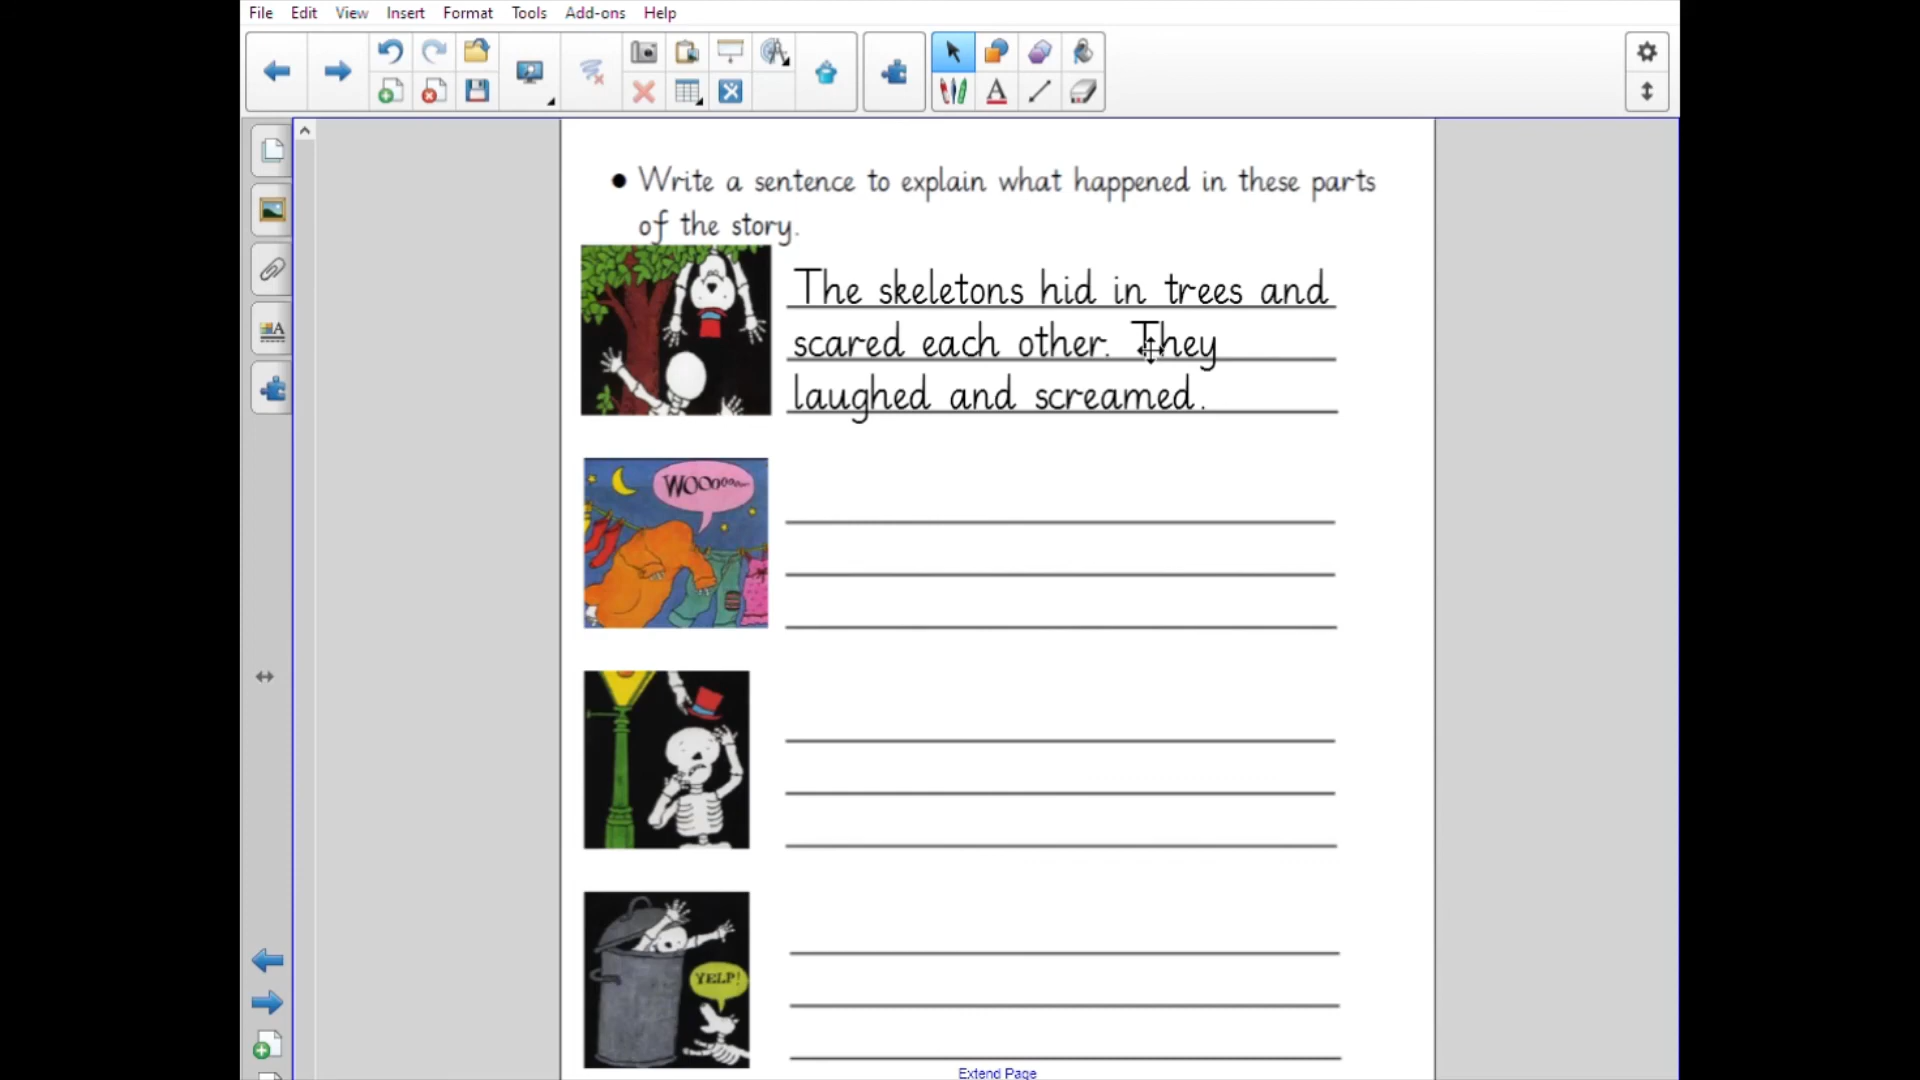 File Edit View Insert Format Tools Add-ons Help
● Write a sentence to explain what happened in these parts
of the story.
The skeletons hid in trees and
scared each other. They
laughed and screamed.
WOOoooo
YELP!
Extend Page